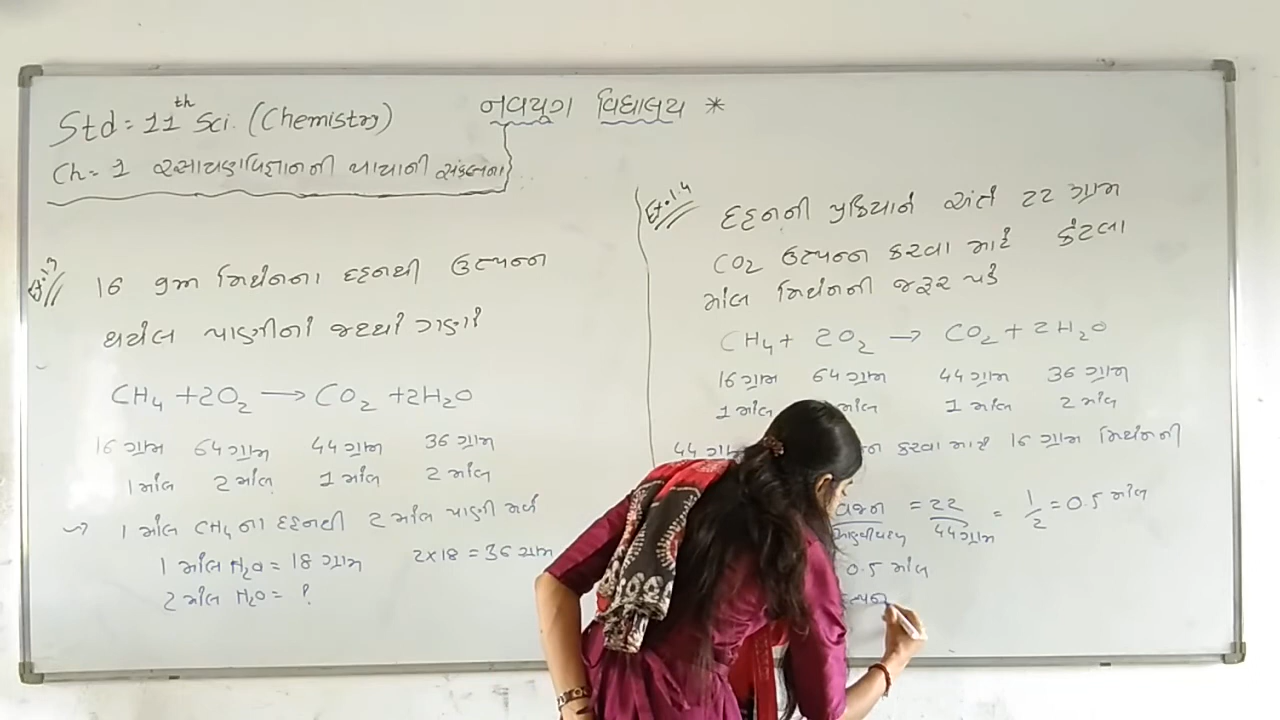 Std = 11th Sci. (Chemistry)
નવયુગ વિદ્યાલય *
Ch = 1 રસાયણવિજ્ઞાનની પાયાની સંકલ્પના
16 ગ્રામ મિથેનના દહનથી ઉત્પન્ન
થયેલ પાણીનો જથ્થો ગણો
CH4 + 2O2 → CO2 + 2H2O
16 ગ્રામ 64 ગ્રામ 44 ગ્રામ 36 ગ્રામ
1 મોલ 2 મોલ 1 મોલ 2 મોલ
→ 1 મોલ CH4 ના દહનથી 2 મોલ પાણી મળે
1 મોલ H2O = 18 ગ્રામ 2×18 = 36 ગ્રામ
2 મોલ H2O = ?
Ex. 1.4
દહનની પ્રક્રિયાને અંતે 22 ગ્રામ
CO2 ઉત્પન્ન કરવા માટે કેટલા
મોલ મિથેનની જરૂર પડે
CH4 + 2O2 → CO2 + 2H2O
16 ગ્રામ 64 ગ્રામ 44 ગ્રામ 36 ગ્રામ
1 મોલ મોલ 1 મોલ 2 મોલ
44 ગ્રામ કરવા માટે 16 ગ્રામ મિથેનની
વજન = 22/44 ગ્રામ = 1/2 = 0.5 મોલ
0.5 મોલ